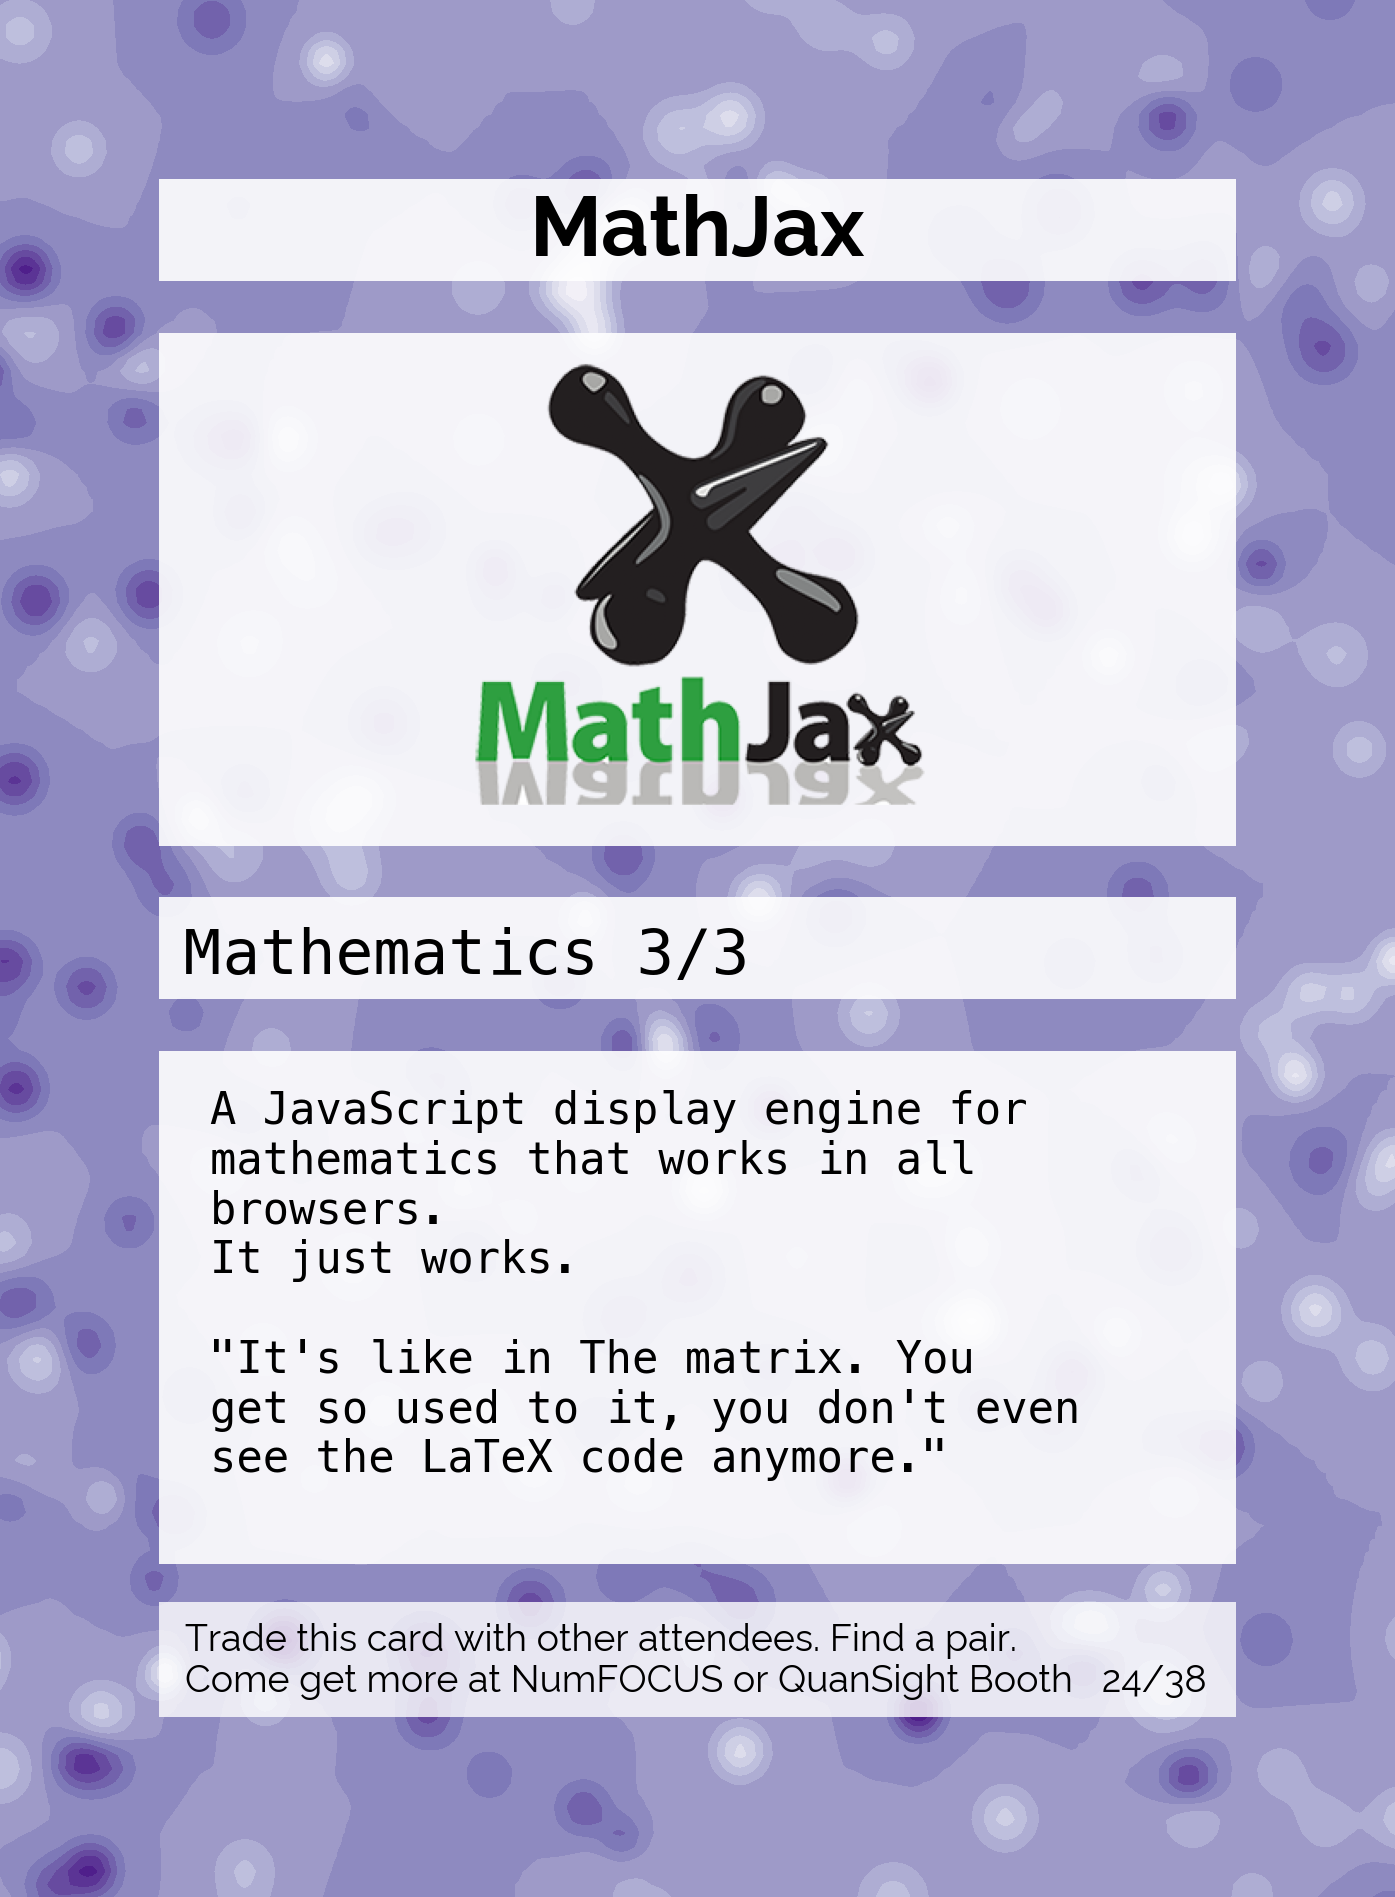 MathJax
MathJax
Mathematics 3/3
A JavaScript display engine for
mathematics that works in all
browsers.
It just works.
"It's like in The matrix. You
get so used to it, you don't even
see the LaTeX code anymore."
Trade this card with other attendees. Find a pair.
Come get more at NumFOCUS or QuanSight Booth 24/38